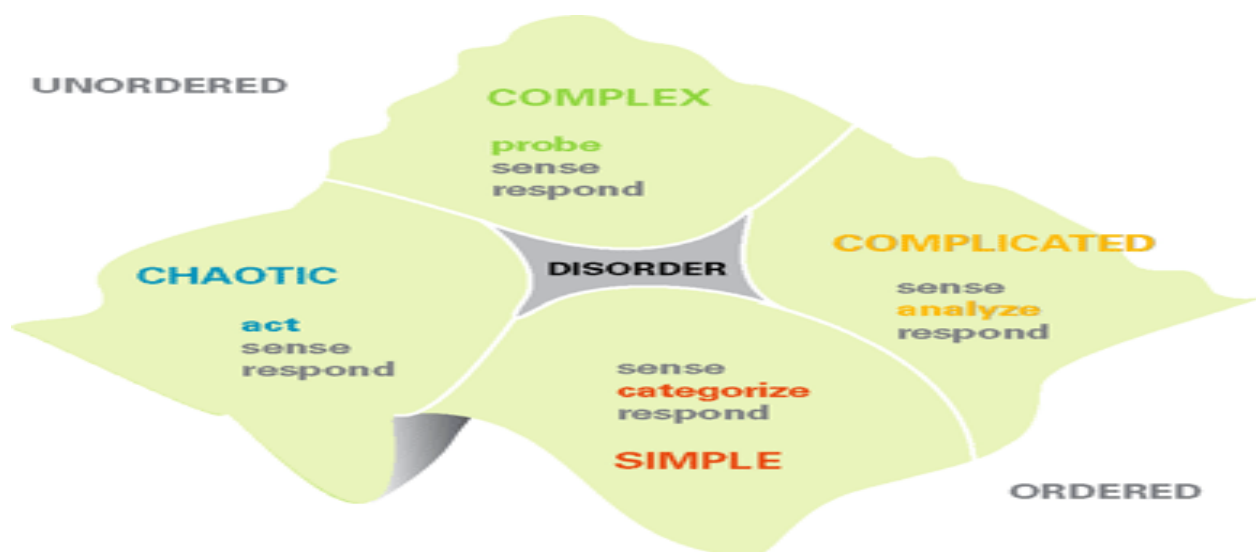 UNORDERED
COMPLEX
probe
sense
respond
COMPLICATED
sense
analyze
respond
CHAOTIC
act
sense
respond
DISORDER
sense
categorize
respond
SIMPLE
ORDERED